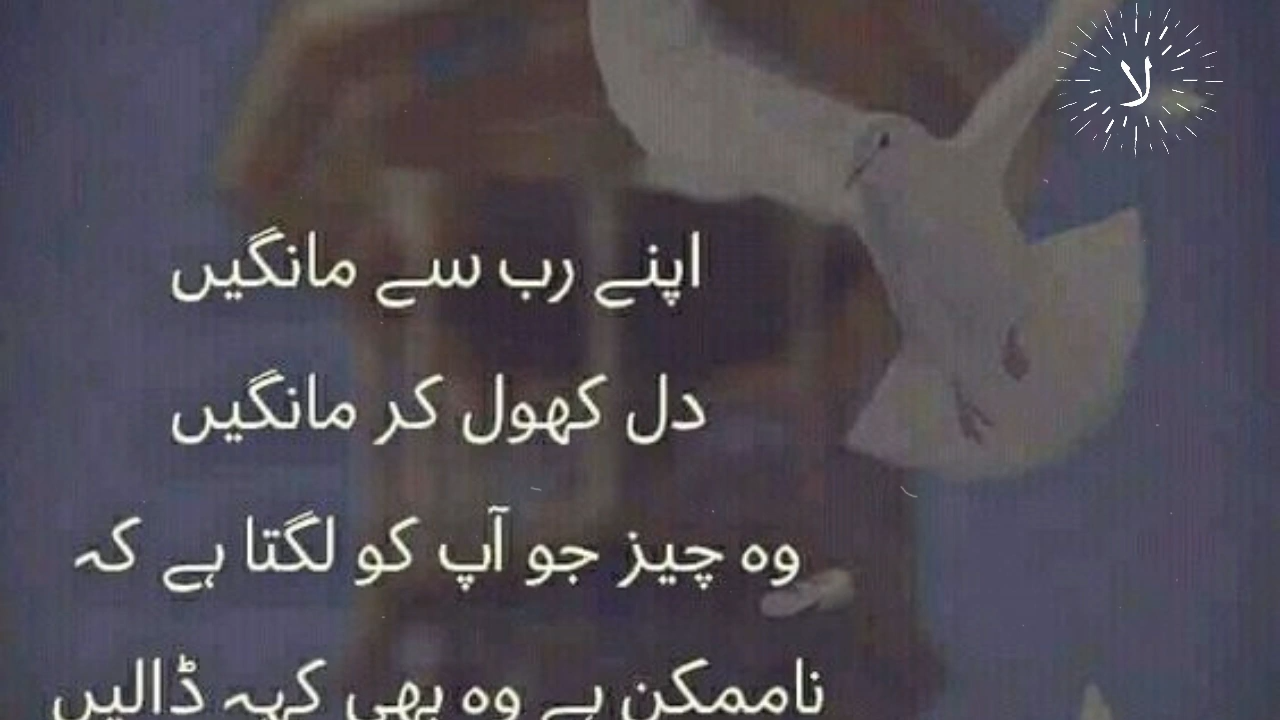 لا
اپنے رب سے مانگیں
دل کھول کر مانگیں
وہ چیز جو آپ کو لگتا ہے کہ
ناممکن ہے وہ بھی کہہ ڈالیں